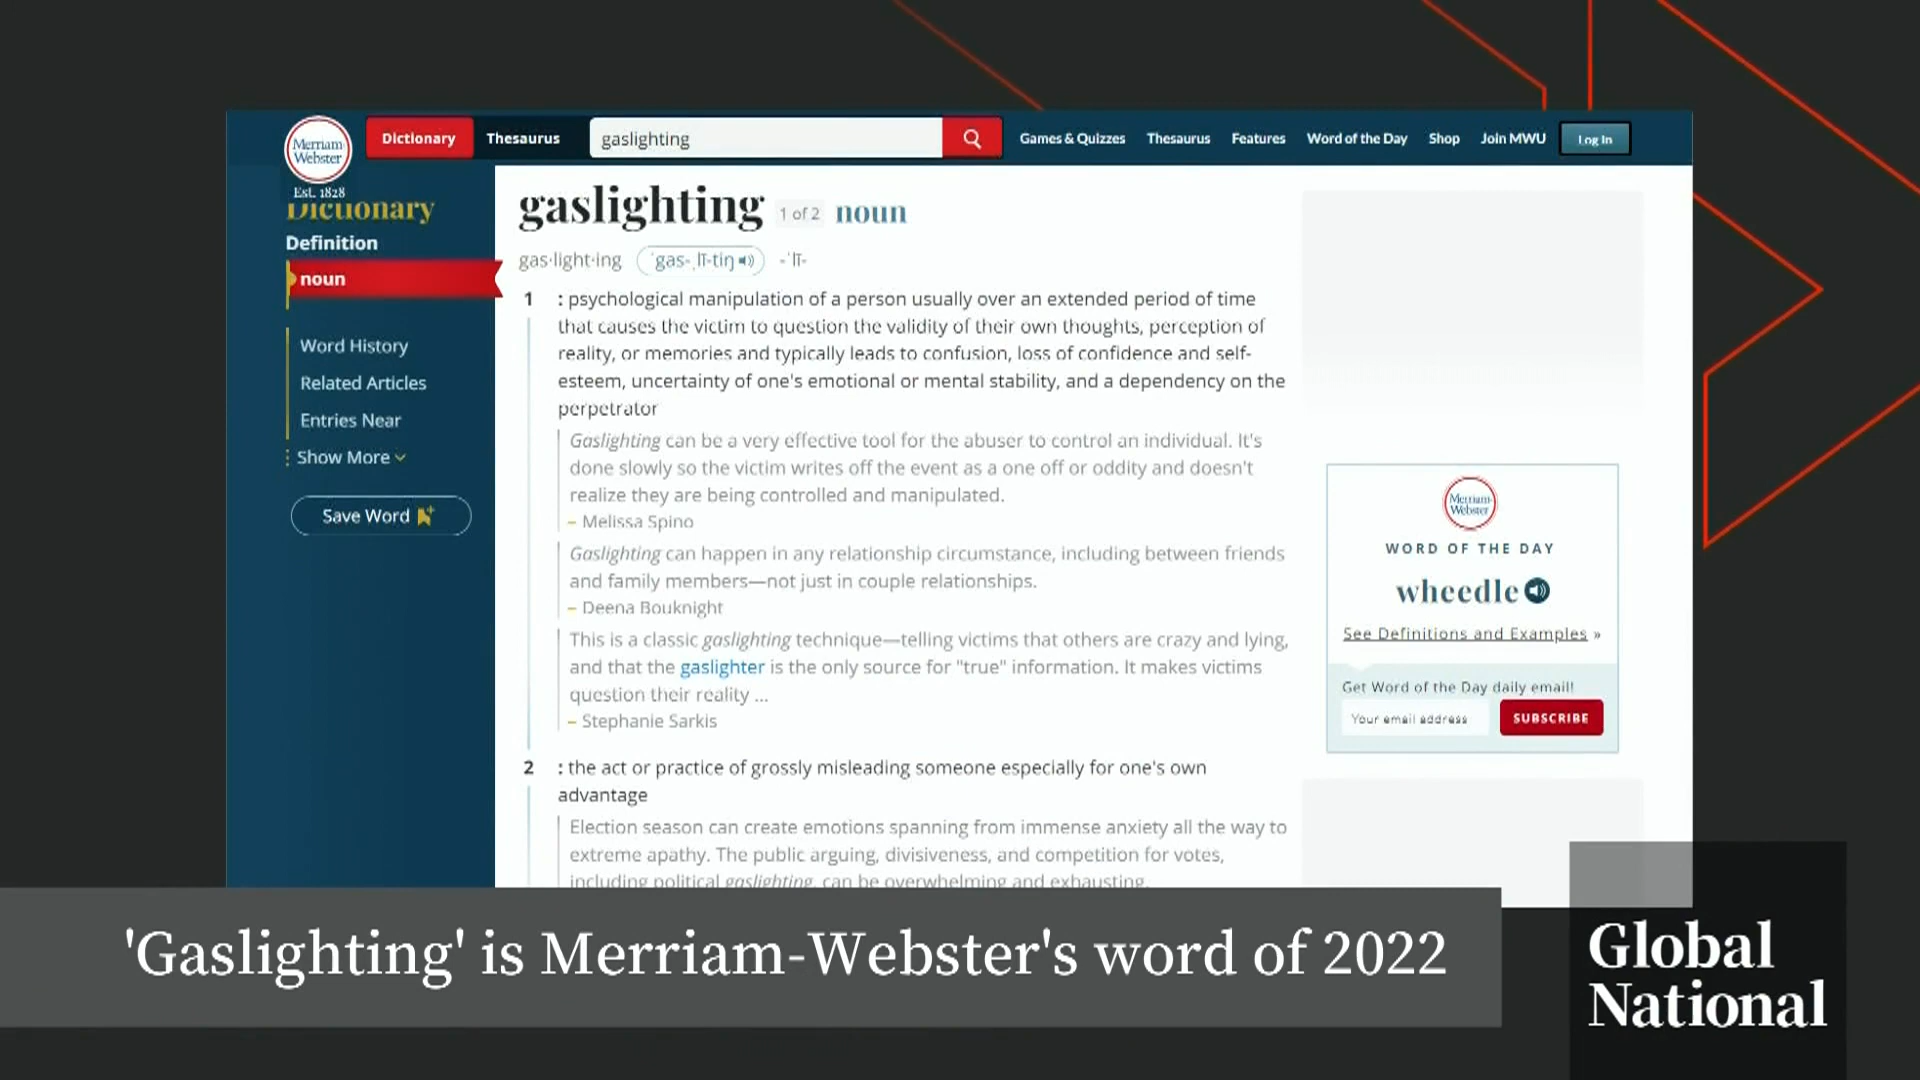 Merriam-
Webster
Est. 1828
Dictionary
Thesaurus
gaslighting
Games & Quizzes
Thesaurus
Features
Word of the Day
Shop
Join MWU
Log In
Dictionary
Definition
noun
Word History
Related Articles
Entries Near
Show More
Save Word
gaslighting 1 of 2 noun
gas·light·ing ˈgas-ˌlī-tiŋ -ˈlī-
1 : psychological manipulation of a person usually over an extended period of time
that causes the victim to question the validity of their own thoughts, perception of
reality, or memories and typically leads to confusion, loss of confidence and self-
esteem, uncertainty of one's emotional or mental stability, and a dependency on the
perpetrator
Gaslighting can be a very effective tool for the abuser to control an individual. It's
done slowly so the victim writes off the event as a one off or oddity and doesn't
realize they are being controlled and manipulated.
– Melissa Spino
Gaslighting can happen in any relationship circumstance, including between friends
and family members—not just in couple relationships.
– Deena Bouknight
This is a classic gaslighting technique—telling victims that others are crazy and lying,
and that the gaslighter is the only source for "true" information. It makes victims
question their reality ...
– Stephanie Sarkis
2 : the act or practice of grossly misleading someone especially for one's own
advantage
Election season can create emotions spanning from immense anxiety all the way to
extreme apathy. The public arguing, divisiveness, and competition for votes,
including political gaslighting, can be overwhelming and exhausting.
Merriam-
Webster
WORD OF THE DAY
wheedle
See Definitions and Examples »
Get Word of the Day daily email!
Your email address
SUBSCRIBE
'Gaslighting' is Merriam-Webster's word of 2022
Global
National